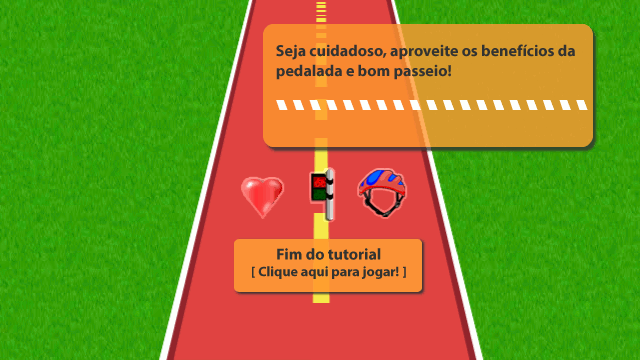 Seja cuidadoso, aproveite os benefícios da
pedalada e bom passeio!
Fim do tutorial
[ Clique aqui para jogar! ]